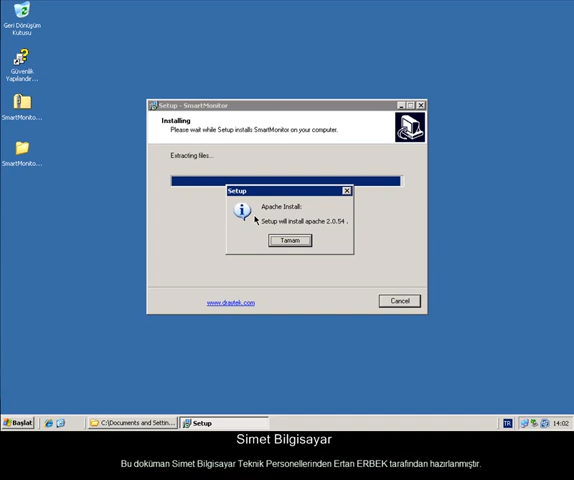 Geri Dönüşüm
Kutusu
Güvenlik
Yapılandır...
SmartMonito...
SmartMonito...
Setup - SmartMonitor
Installing
Please wait while Setup installs SmartMonitor on your computer.
Extracting files...
Setup
Apache Install:
Setup will install apache 2.0.54 .
Tamam
www.draytek.com
Cancel
Başlat
C:\Documents and Settin...
Setup
TR
14:02
Simet Bilgisayar
Bu doküman Simet Bilgisayar Teknik Personellerinden Ertan ERBEK tarafından hazırlanmıştır.